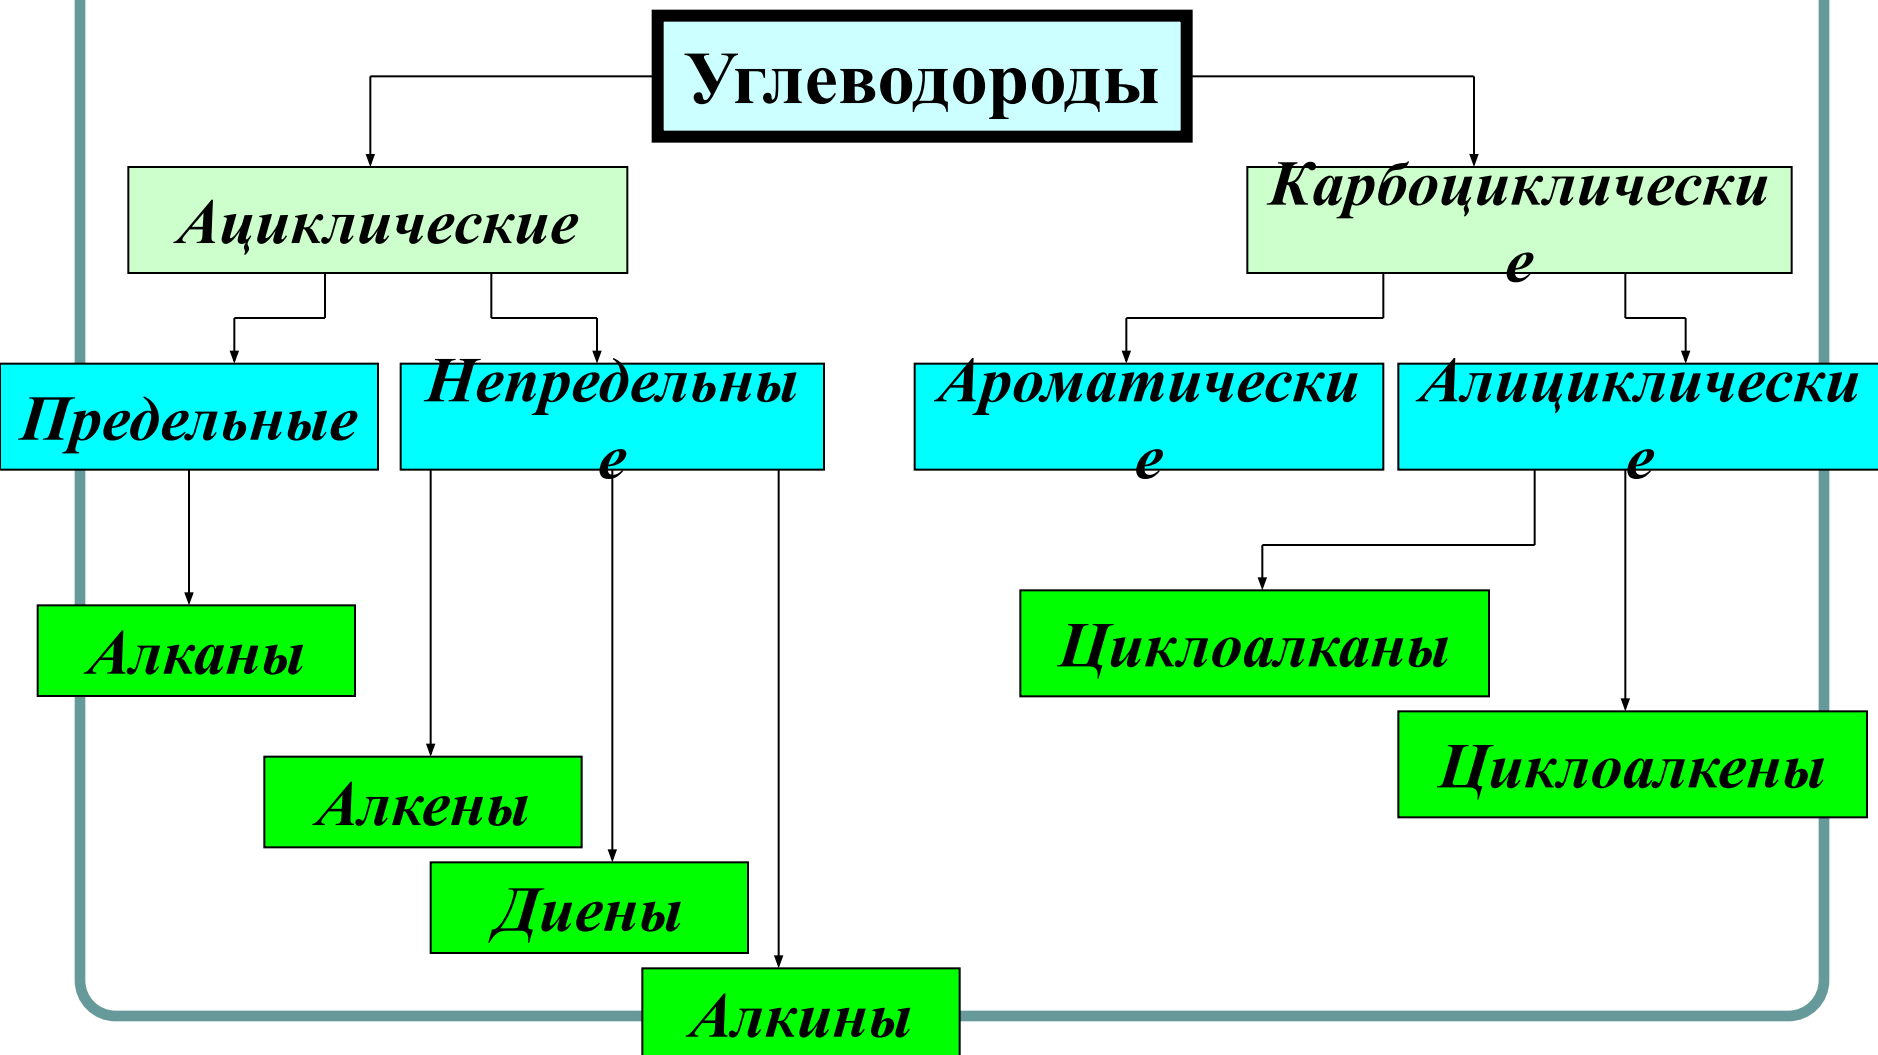 Углеводороды
Ациклические
Карбоциклически
е
Предельные
Непредельны
е
Ароматически
е
Алициклически
е
Алканы
Циклоалканы
Циклоалкены
Алкены
Диены
Алкины